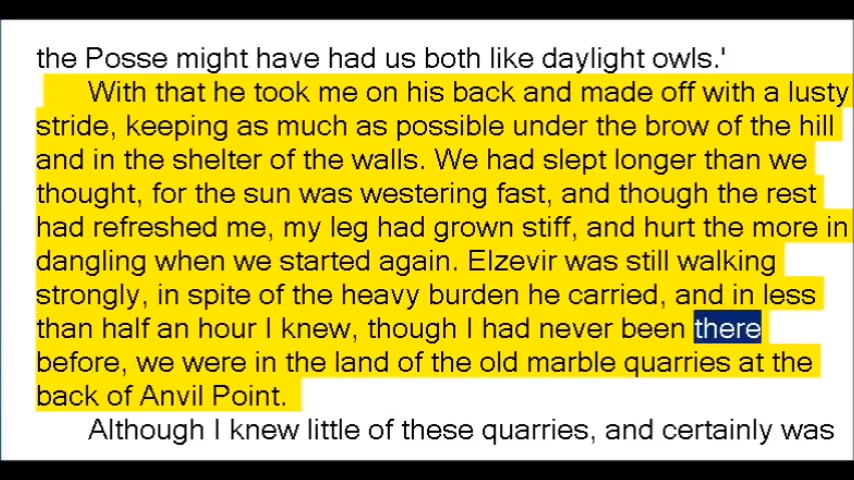 the Posse might have had us both like daylight owls.'
With that he took me on his back and made off with a lusty
stride, keeping as much as possible under the brow of the hill
and in the shelter of the walls. We had slept longer than we
thought, for the sun was westering fast, and though the rest
had refreshed me, my leg had grown stiff, and hurt the more in
dangling when we started again. Elzevir was still walking
strongly, in spite of the heavy burden he carried, and in less
than half an hour I knew, though I had never been there
before, we were in the land of the old marble quarries at the
back of Anvil Point.
Although I knew little of these quarries, and certainly was